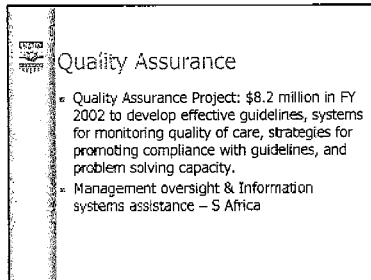 Quality Assurance
Quality Assurance Project: $8.2 million in FY
2002 to develop effective guidelines, systems
for monitoring quality of care, strategies for
promoting compliance with guidelines, and
problem solving capacity.
Management oversight & Information
systems assistance – S Africa